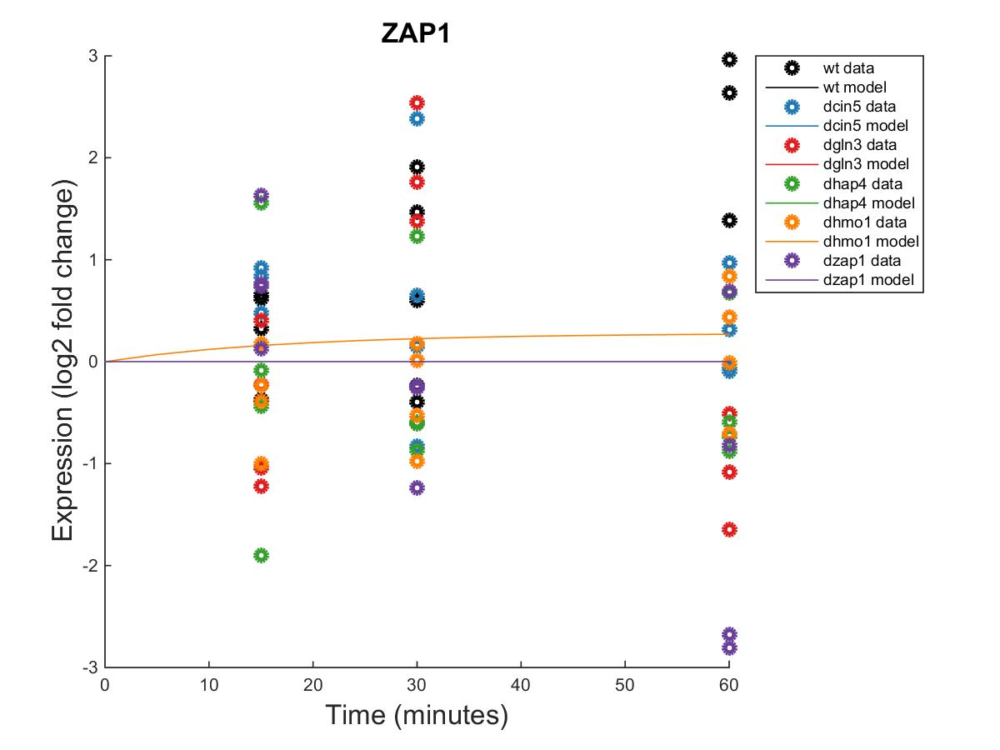 ZAP1
3
2
1
0
-1
-2
-3
0 10 20 30 40 50 60
Expression (log2 fold change)
Time (minutes)
wt data
wt model
dcin5 data
dcin5 model
dgln3 data
dgln3 model
dhap4 data
dhap4 model
dhmo1 data
dhmo1 model
dzap1 data
dzap1 model